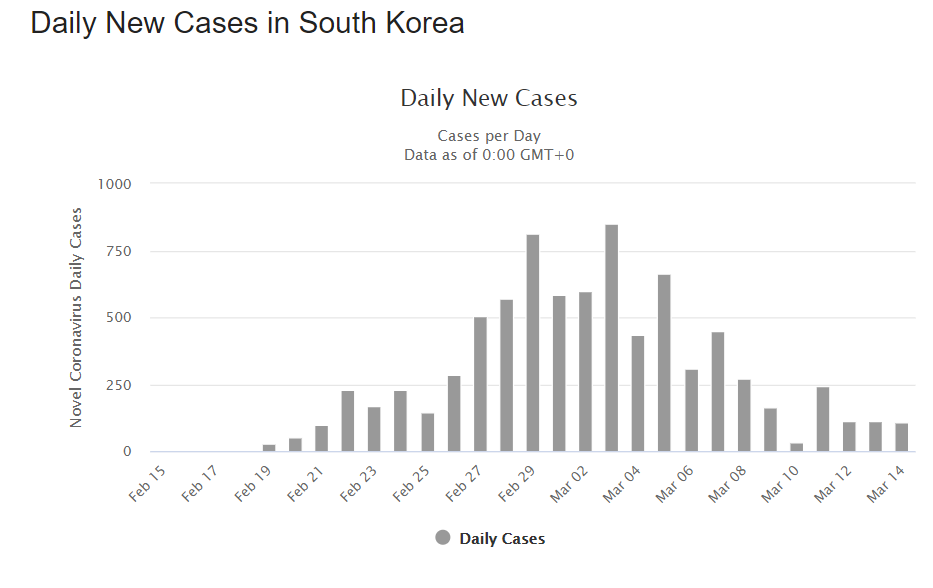 Daily New Cases in South Korea
Daily New Cases
Cases per Day
Data as of 0:00 GMT+0
Novel Coronavirus Daily Cases
1000
750
500
250
0
Feb 15
Feb 17
Feb 19
Feb 21
Feb 23
Feb 25
Feb 27
Feb 29
Mar 02
Mar 04
Mar 06
Mar 08
Mar 10
Mar 12
Mar 14
Daily Cases